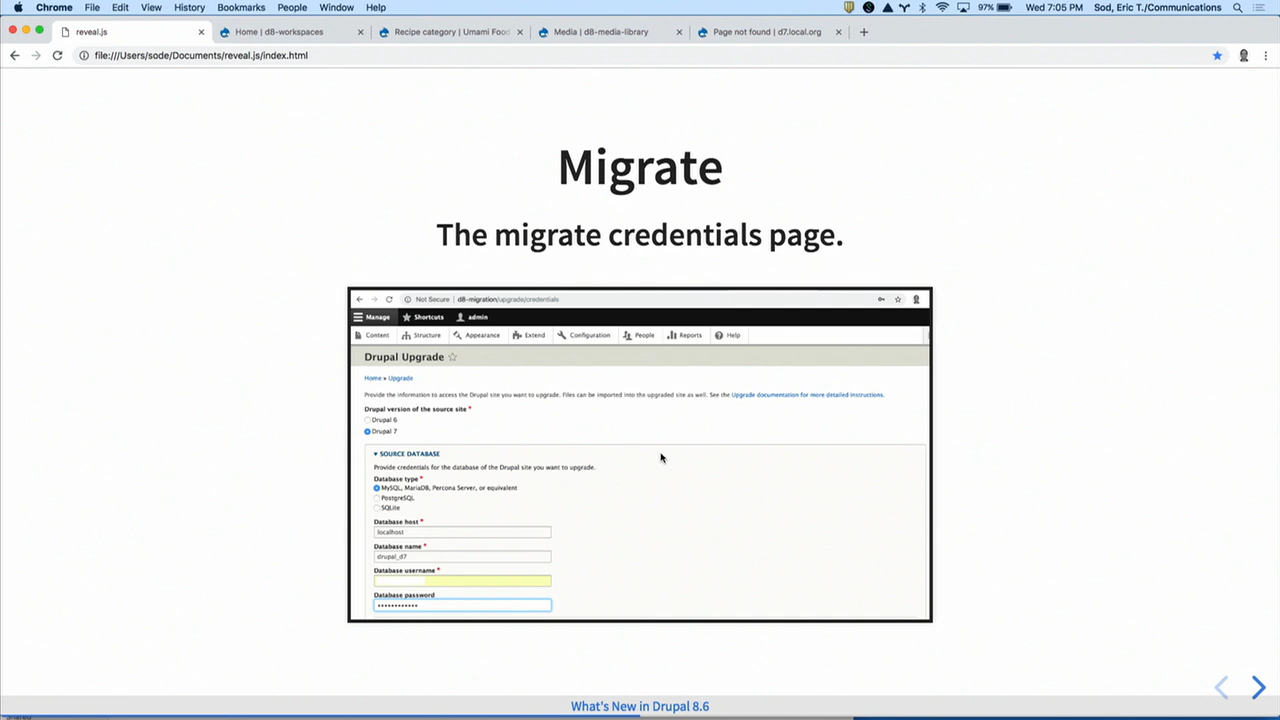 Chrome File Edit View History Bookmarks People Window Help 97% Wed 7:05 PM Sod, Eric T./Communications
reveal.js Home | d8-workspaces Recipe category | Umami Food Media | d8-media-library Page not found | d7.local.org
file:///Users/sode/Documents/reveal.js/index.html
Migrate
The migrate credentials page.
Not Secure | d8-migration/upgrade/credentials
Manage Shortcuts admin
Content Structure Appearance Extend Configuration People Reports Help
Drupal Upgrade
Home » Upgrade
Provide the information to access the Drupal site you want to upgrade. Files can be imported into the upgraded site as well. See the Upgrade documentation for more detailed instructions.
Drupal version of the source site *
Drupal 6
Drupal 7
▼ SOURCE DATABASE
Provide credentials for the database of the Drupal site you want to upgrade.
Database type *
MySQL, MariaDB, Percona Server, or equivalent
PostgreSQL
SQLite
Database host *
localhost
Database name *
drupal_d7
Database username *
Database password
••••••••••••
What's New in Drupal 8.6